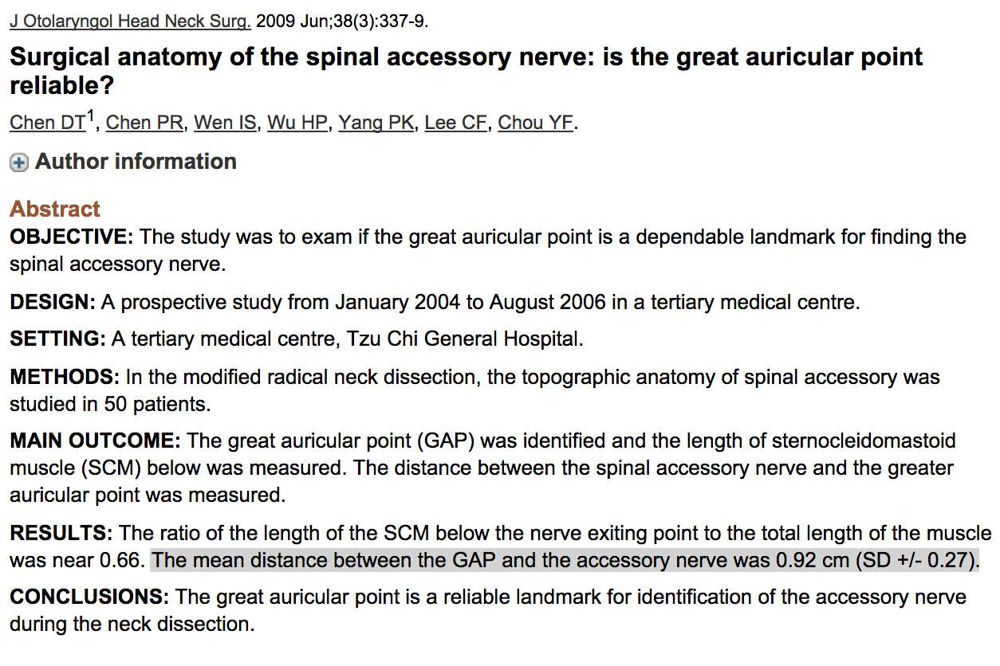 J Otolaryngol Head Neck Surg. 2009 Jun;38(3):337-9.
Surgical anatomy of the spinal accessory nerve: is the great auricular point
reliable?
Chen DT1, Chen PR, Wen IS, Wu HP, Yang PK, Lee CF, Chou YF.
Author information
Abstract
OBJECTIVE: The study was to exam if the great auricular point is a dependable landmark for finding the
spinal accessory nerve.
DESIGN: A prospective study from January 2004 to August 2006 in a tertiary medical centre.
SETTING: A tertiary medical centre, Tzu Chi General Hospital.
METHODS: In the modified radical neck dissection, the topographic anatomy of spinal accessory was
studied in 50 patients.
MAIN OUTCOME: The great auricular point (GAP) was identified and the length of sternocleidomastoid
muscle (SCM) below was measured. The distance between the spinal accessory nerve and the greater
auricular point was measured.
RESULTS: The ratio of the length of the SCM below the nerve exiting point to the total length of the muscle
was near 0.66. The mean distance between the GAP and the accessory nerve was 0.92 cm (SD +/- 0.27).
CONCLUSIONS: The great auricular point is a reliable landmark for identification of the accessory nerve
during the neck dissection.